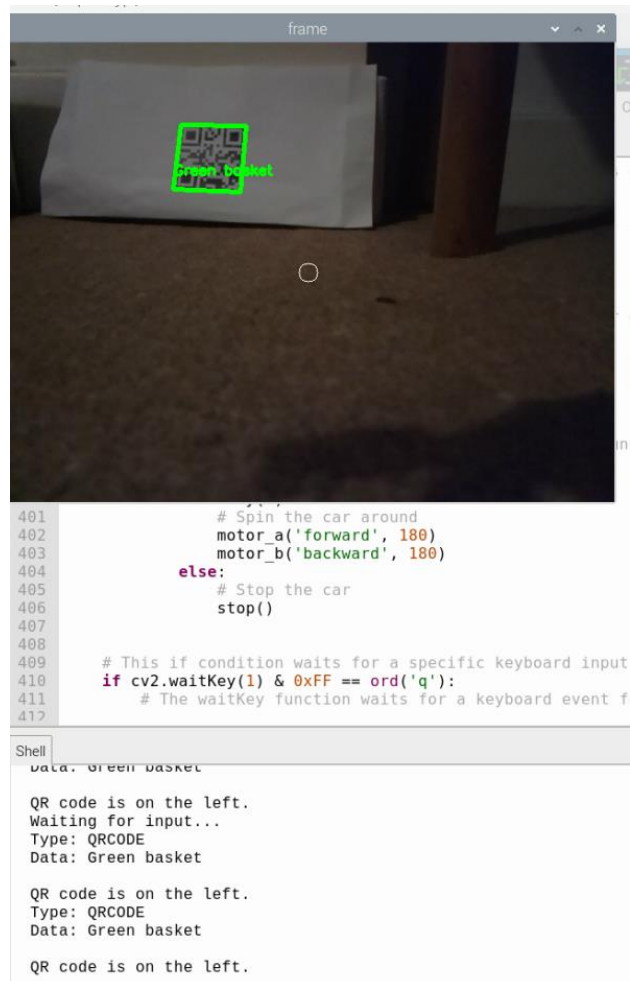 frame
Green basket
401 # Spin the car around
402 motor_a('forward', 180)
403 motor_b('backward', 180)
404 else:
405 # Stop the car
406 stop()
407
408
409 # This if condition waits for a specific keyboard input
410 if cv2.waitKey(1) & 0xFF == ord('q'):
411 # The waitKey function waits for a keyboard event f
412
Shell
Data: Green basket
QR code is on the left.
Waiting for input...
Type: QRCODE
Data: Green basket
QR code is on the left.
Type: QRCODE
Data: Green basket
QR code is on the left.